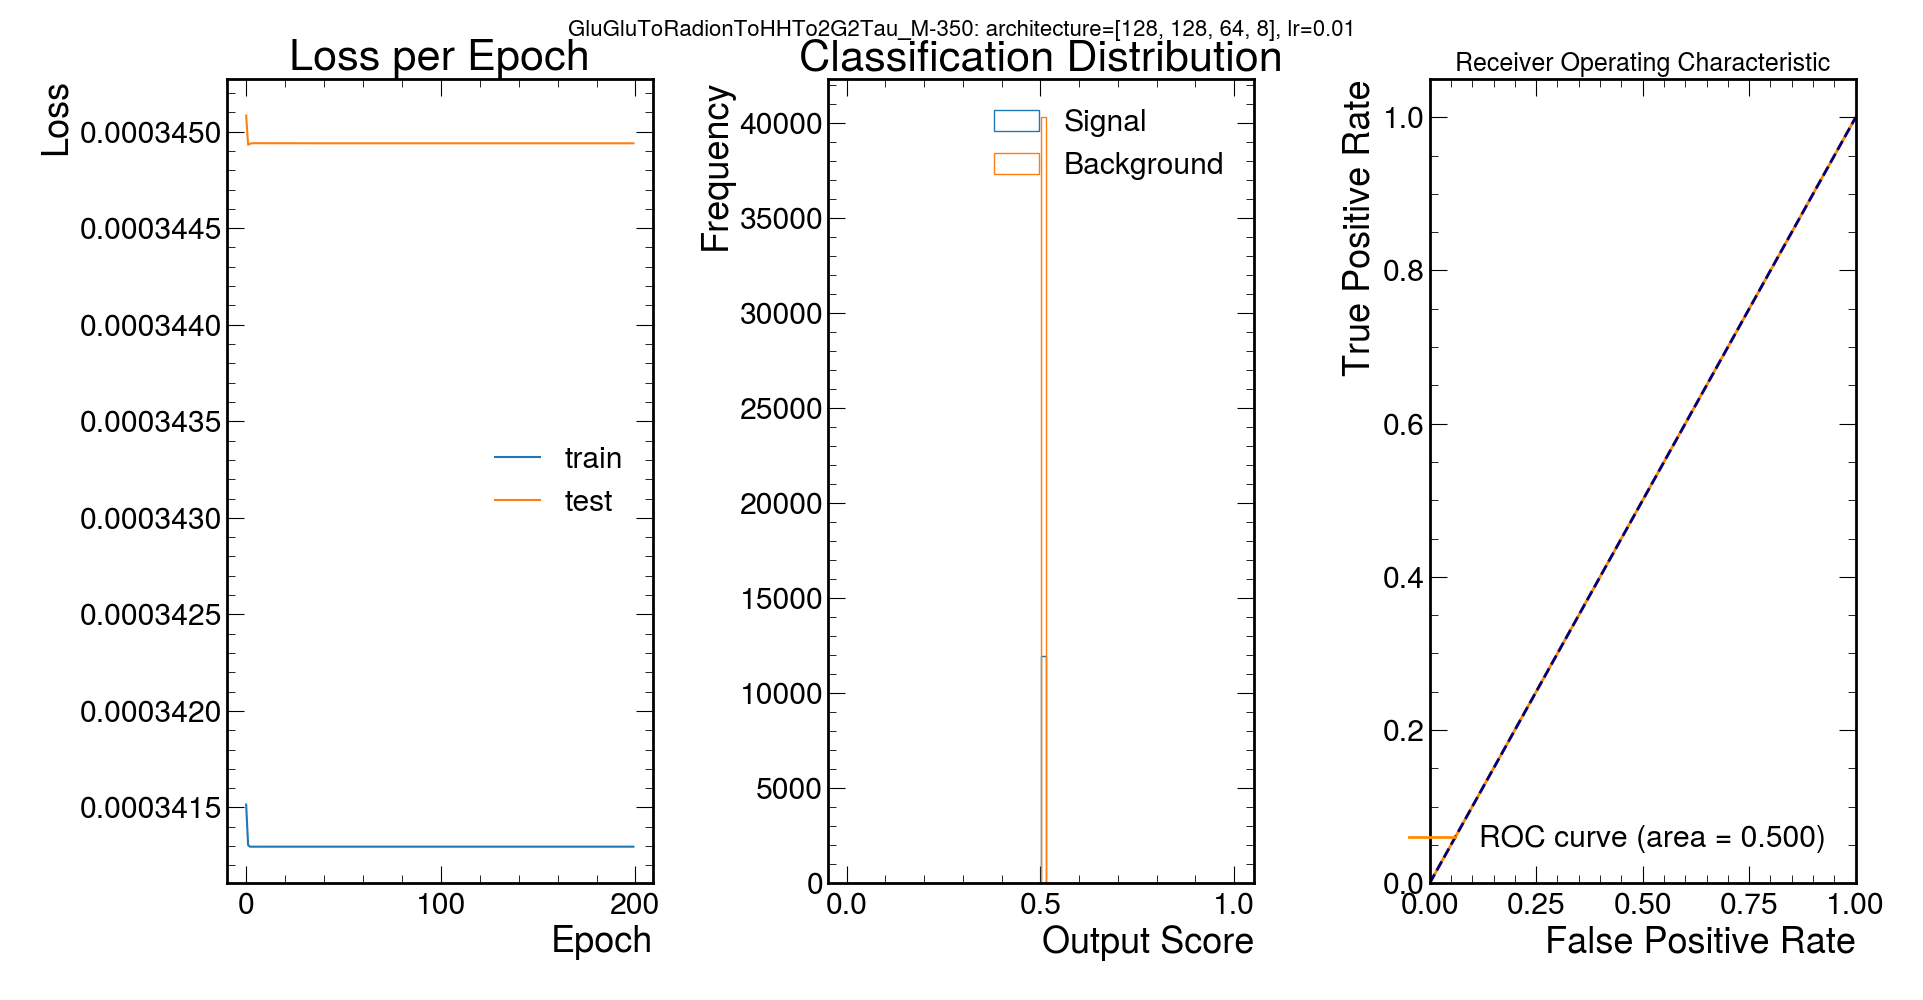 GluGluToRadionToHHTo2G2Tau_M-350: architecture=[128, 128, 64, 8], lr=0.01
Loss per Epoch
Loss
0.0003450
0.0003445
0.0003440
0.0003435
0.0003430
0.0003425
0.0003420
0.0003415
train
test
0 100 200
Epoch
Classification Distribution
Frequency
40000
35000
30000
25000
20000
15000
10000
5000
0
Signal
Background
0.0 0.5 1.0
Output Score
Receiver Operating Characteristic
True Positive Rate
1.0
0.8
0.6
0.4
0.2
0.0
ROC curve (area = 0.500)
0.00 0.25 0.50 0.75 1.00
False Positive Rate